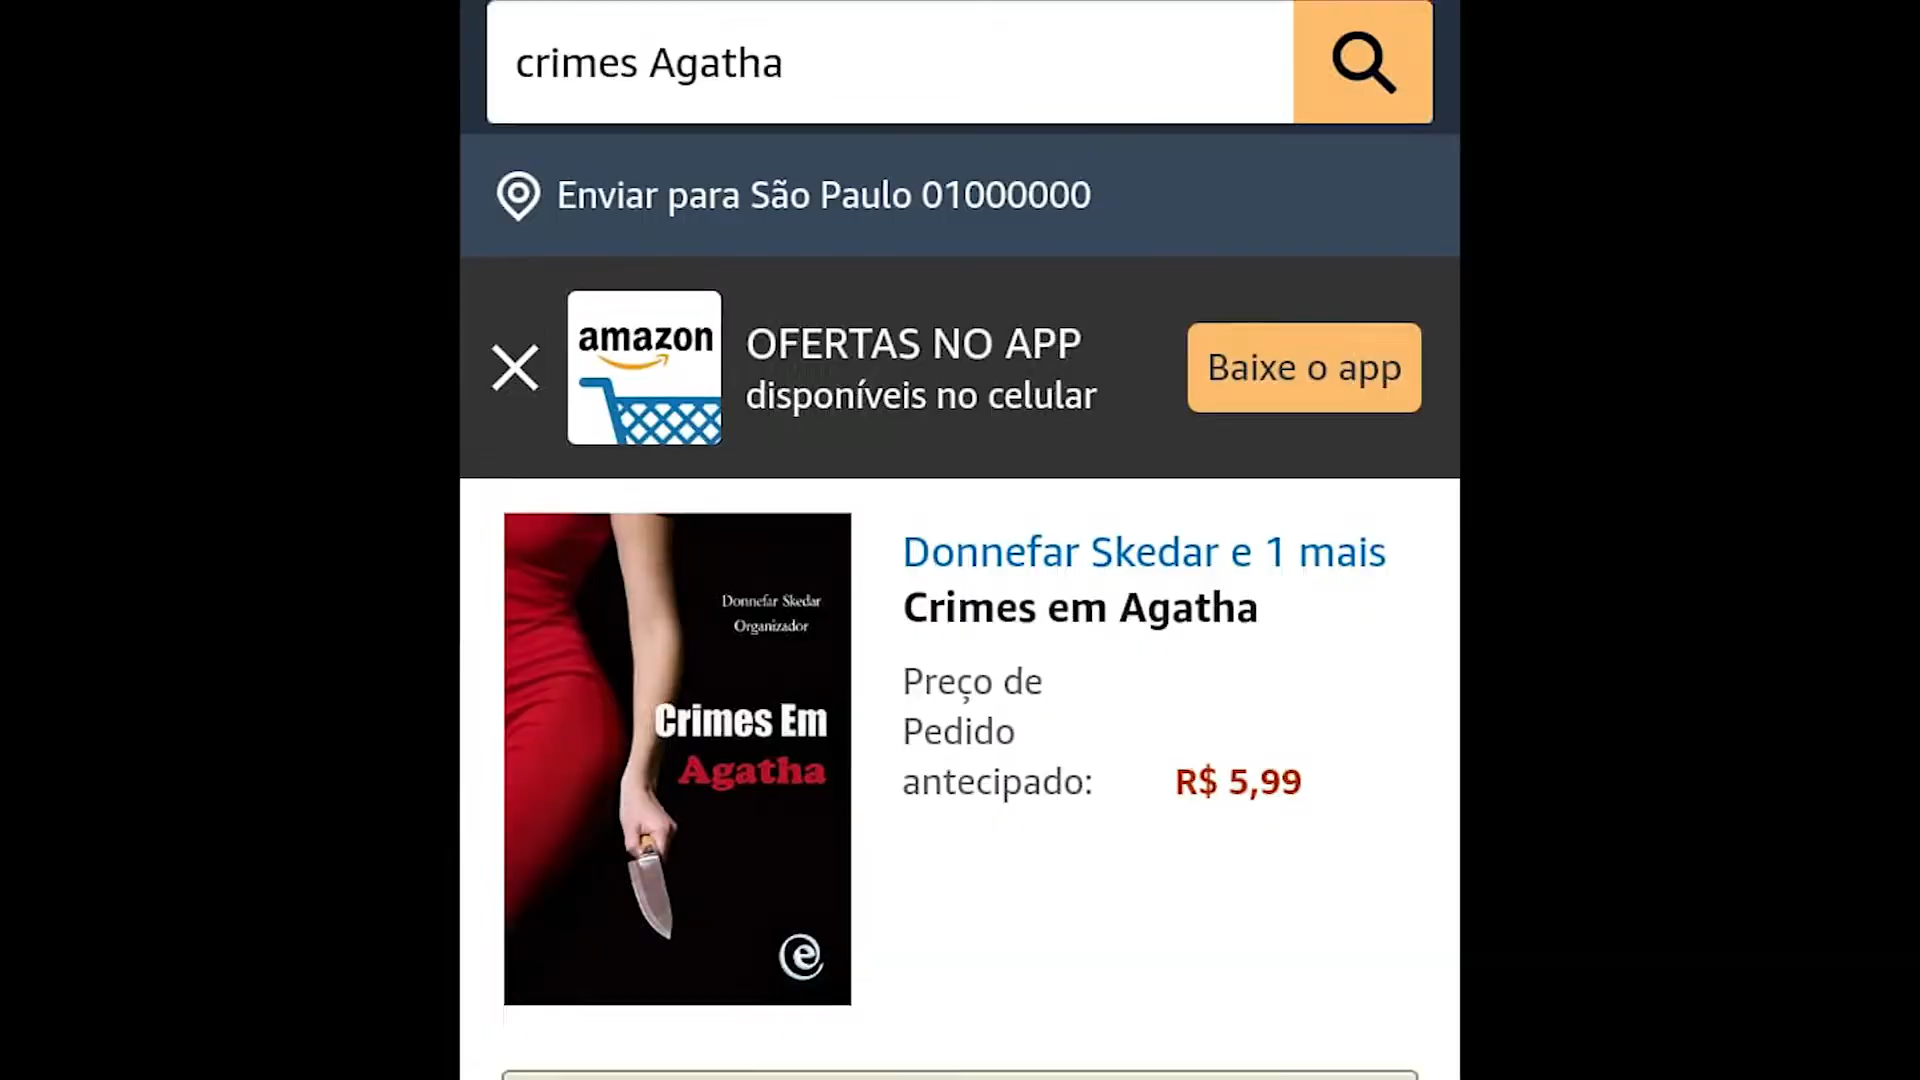 crimes Agatha
Enviar para São Paulo 01000000
amazon
OFERTAS NO APP
disponíveis no celular
Baixe o app
Donnefar Skedar
Organizador
Crimes Em
Agatha
e
Donnefar Skedar e 1 mais
Crimes em Agatha
Preço de
Pedido
antecipado: R$ 5,99